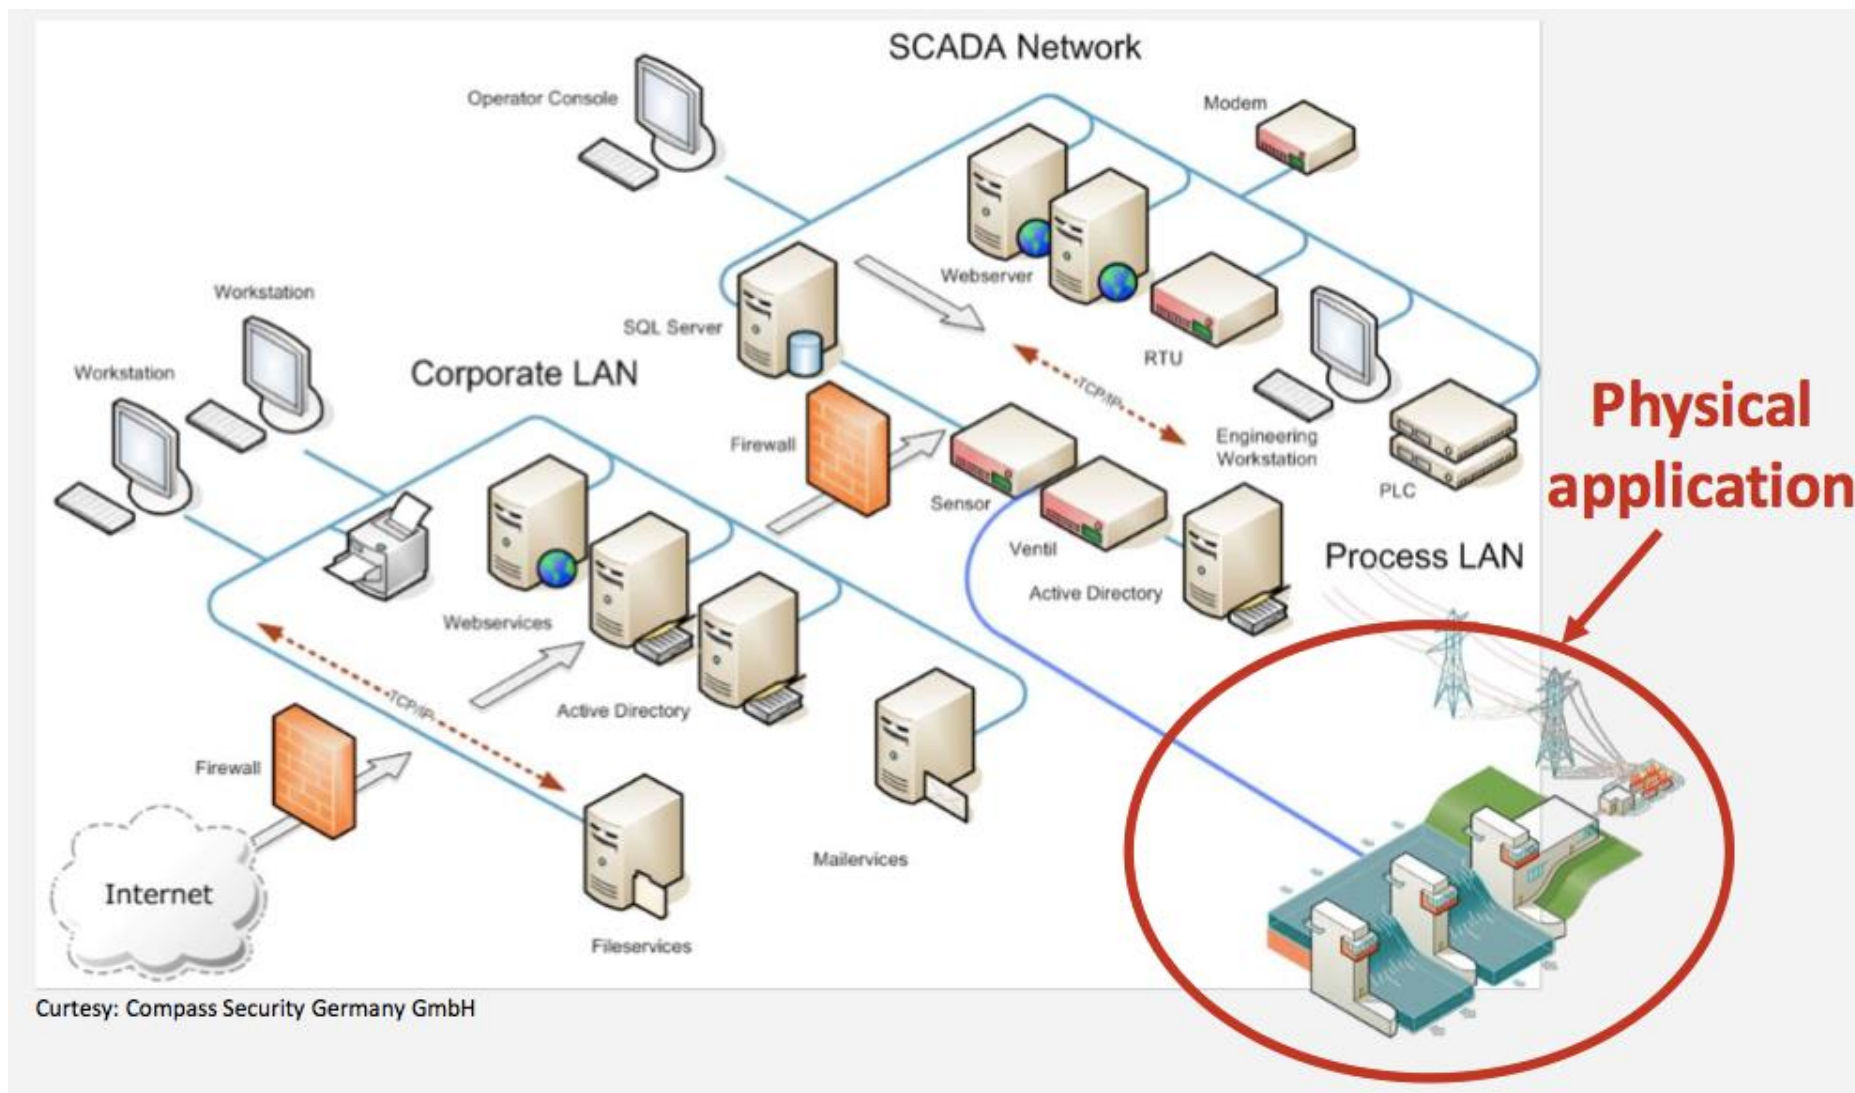 SCADA Network
Operator Console
Modem
Webserver
Workstation
SQL Server
RTU
TCP/IP
Workstation
Corporate LAN
Firewall
Engineering
Workstation
PLC
Physical
application
Sensor
Ventil
Process LAN
Active Directory
Webservices
TCP/IP
Active Directory
Firewall
Mailervices
Internet
Fileservices
Curtesy: Compass Security Germany GmbH